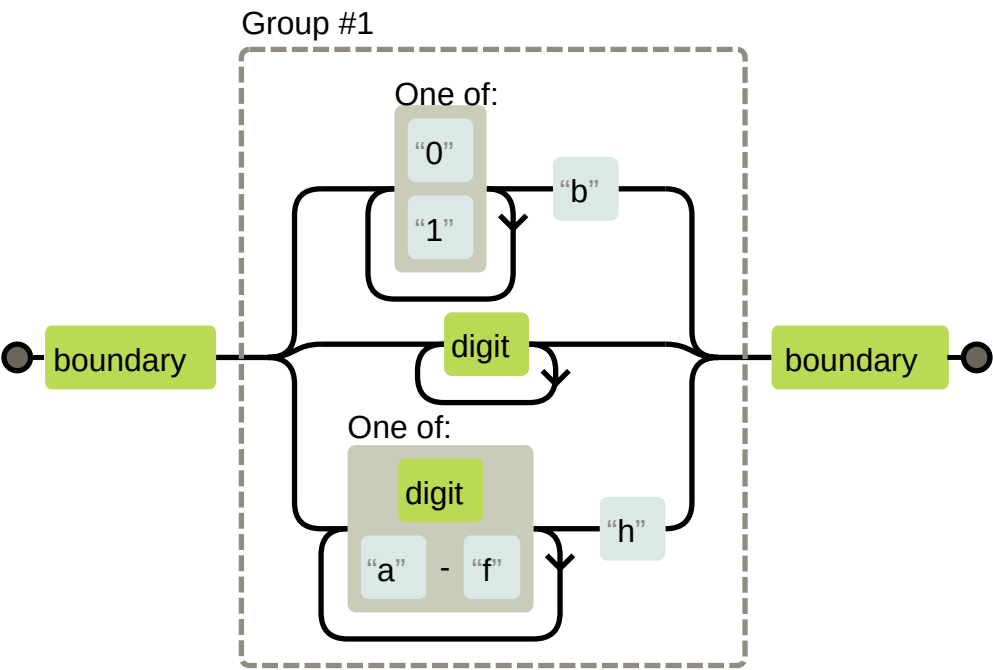 Group #1
One of:
“0”
“1”
“b”
boundary
digit
boundary
One of:
digit
“a” - “f”
“h”